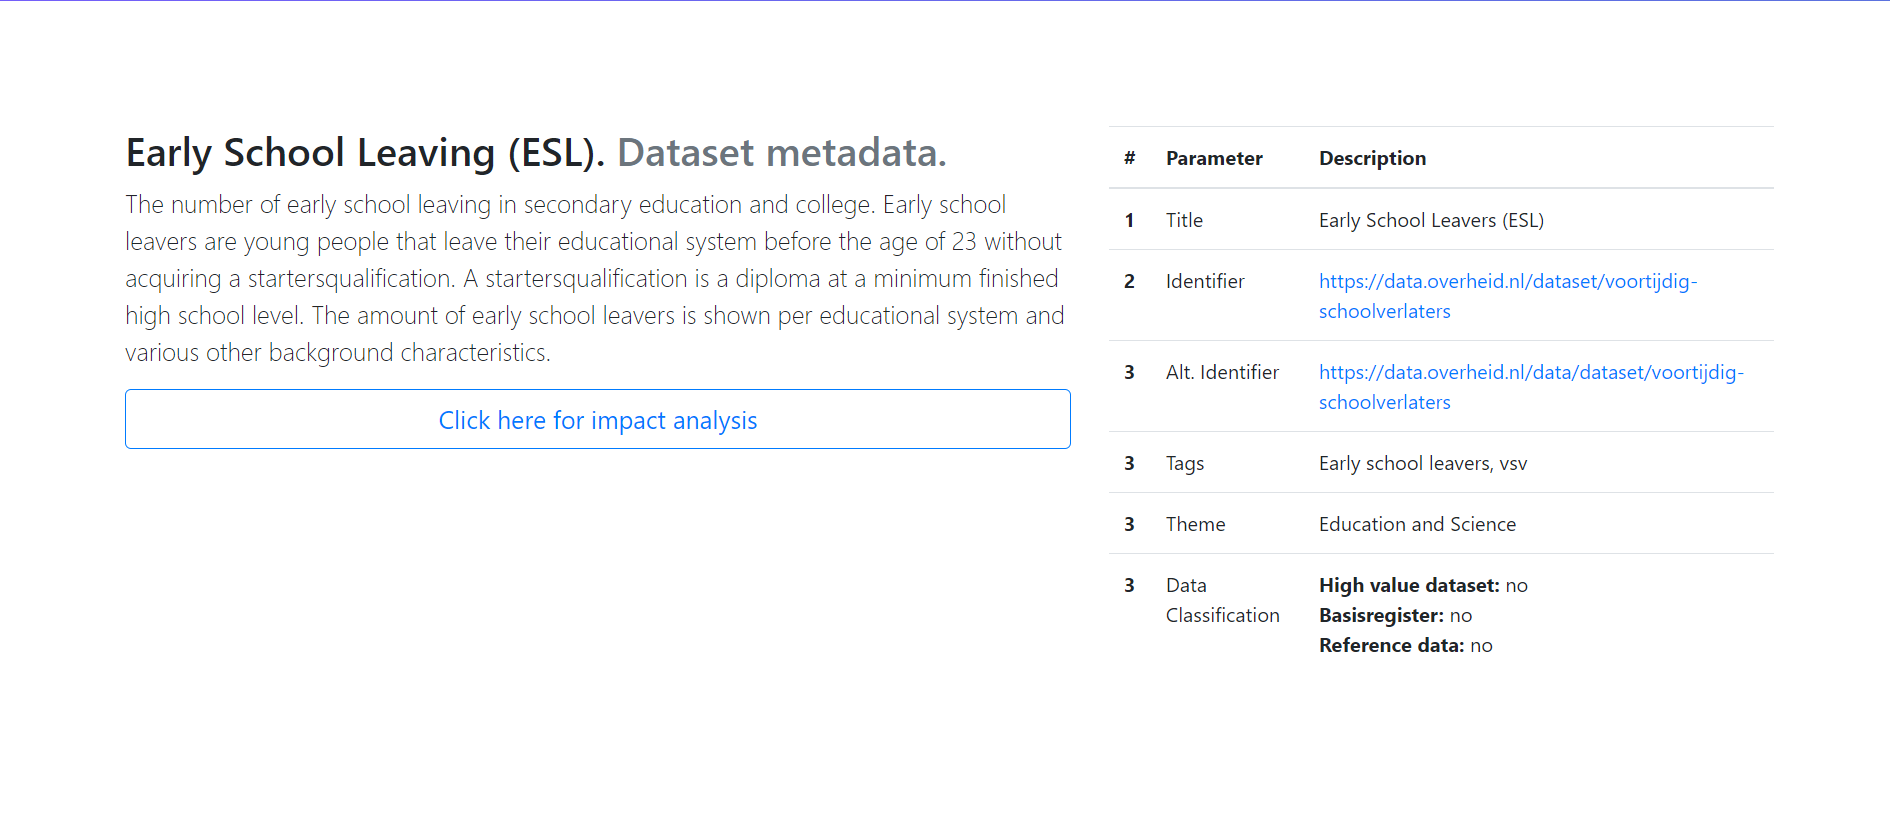 Early School Leaving (ESL). Dataset metadata.
The number of early school leaving in secondary education and college. Early school
leavers are young people that leave their educational system before the age of 23 without
acquiring a startersqualification. A startersqualification is a diploma at a minimum finished
high school level. The amount of early school leavers is shown per educational system and
various other background characteristics.
Click here for impact analysis
# Parameter Description
1 Title Early School Leavers (ESL)
2 Identifier https://data.overheid.nl/dataset/voortijdig-
schoolverlaters
3 Alt. Identifier https://data.overheid.nl/data/dataset/voortijdig-
schoolverlaters
3 Tags Early school leavers, vsv
3 Theme Education and Science
3 Data High value dataset: no
Classification Basisregister: no
Reference data: no